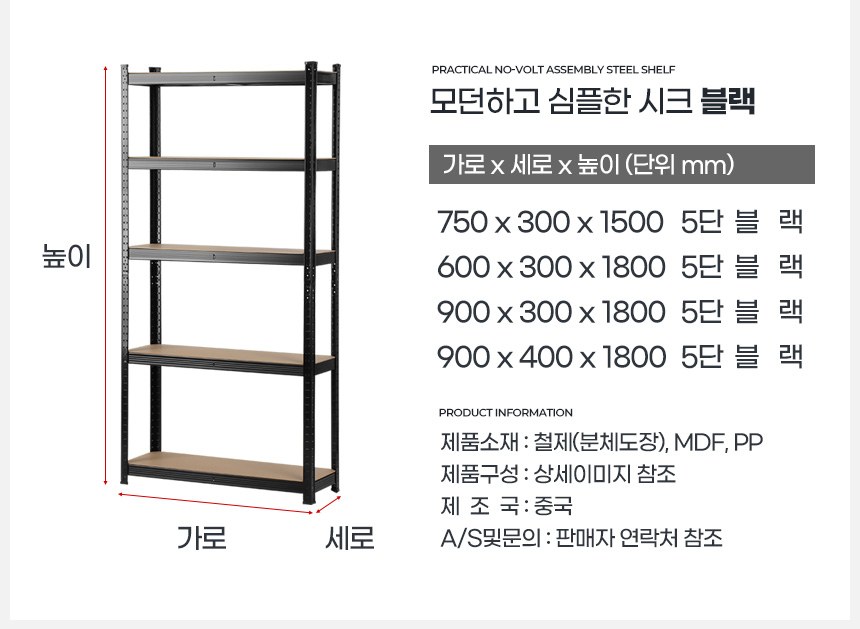 PRACTICAL NO-VOLT ASSEMBLY STEEL SHELF
모던하고 심플한 시크 블랙
가로 x 세로 x 높이 (단위 mm)
750 x 300 x 1500 5단 블 랙
600 x 300 x 1800 5단 블 랙
900 x 300 x 1800 5단 블 랙
900 x 400 x 1800 5단 블 랙
높이
가로
세로
PRODUCT INFORMATION
제품소재 : 철제(분체도장), MDF, PP
제품구성 : 상세이미지 참조
제 조 국 : 중국
A/S및문의 : 판매자 연락처 참조